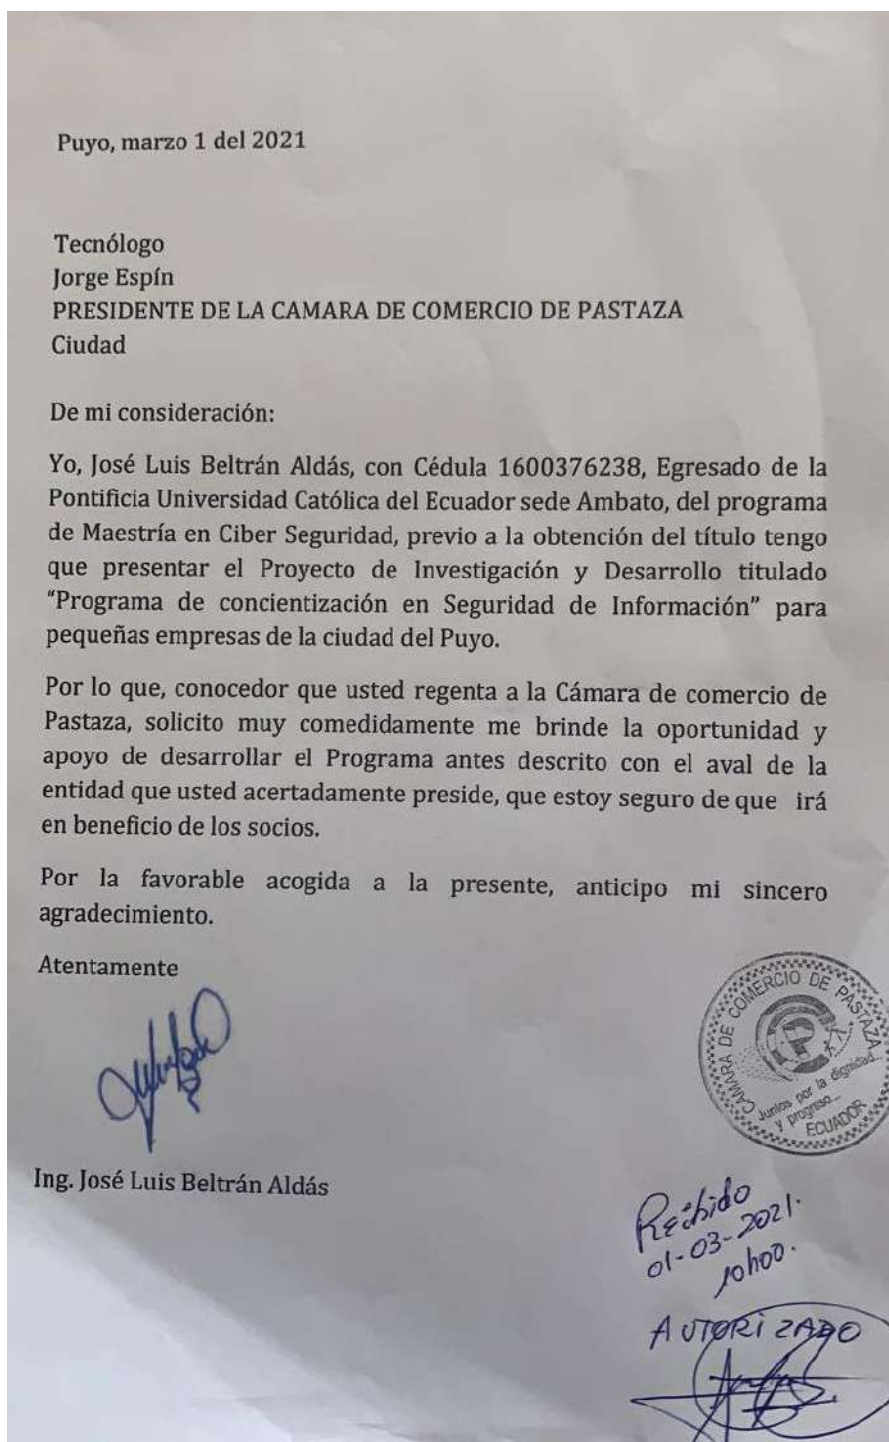 Puyo, marzo 1 del 2021
Tecnólogo
Jorge Espín
PRESIDENTE DE LA CAMARA DE COMERCIO DE PASTAZA
Ciudad
De mi consideración:
Yo, José Luis Beltrán Aldás, con Cédula 1600376238, Egresado de la
Pontificia Universidad Católica del Ecuador sede Ambato, del programa
de Maestría en Ciber Seguridad, previo a la obtención del título tengo
que presentar el Proyecto de Investigación y Desarrollo titulado
“Programa de concientización en Seguridad de Información” para
pequeñas empresas de la ciudad del Puyo.
Por lo que, conocedor que usted regenta a la Cámara de comercio de
Pastaza, solicito muy comedidamente me brinde la oportunidad y
apoyo de desarrollar el Programa antes descrito con el aval de la
entidad que usted acertadamente preside, que estoy seguro de que irá
en beneficio de los socios.
Por la favorable acogida a la presente, anticipo mi sincero
agradecimiento.
Atentamente
CAMARA DE COMERCIO DE PASTAZA
Juntos por la dignidad...
y progreso...
ECUADOR
Ing. José Luis Beltrán Aldás
Recibido
01-03-2021.
10h00.
AUTORIZADO